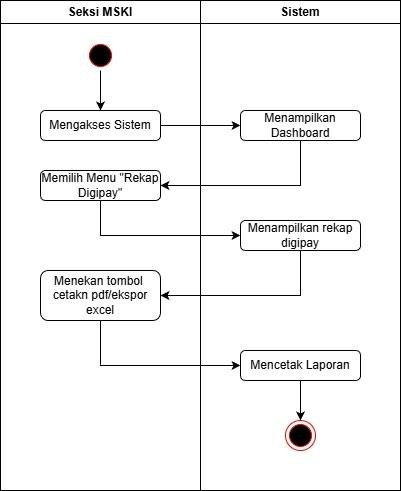 Seksi MSKI
Sistem
Mengakses Sistem
Menampilkan
Dashboard
Memilih Menu "Rekap
Digipay"
Menampilkan rekap
digipay
Menekan tombol
cetakn pdf/ekspor
excel
Mencetak Laporan